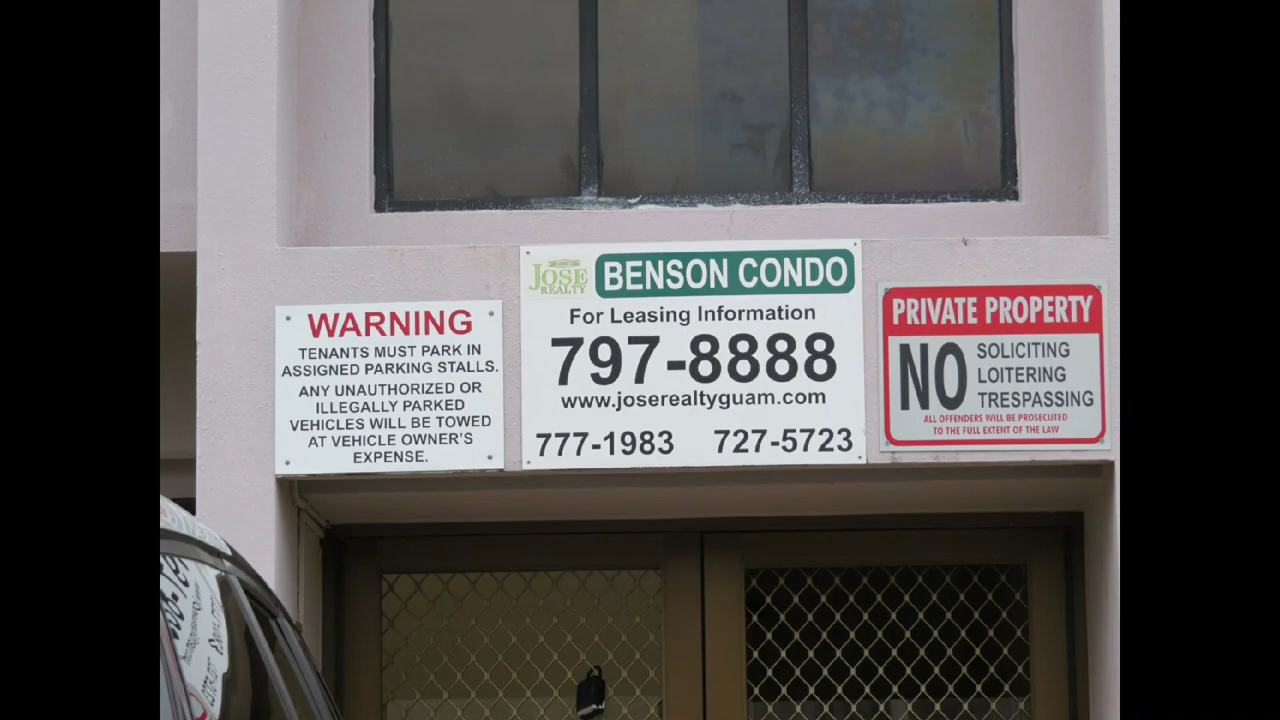 WARNING
TENANTS MUST PARK IN
ASSIGNED PARKING STALLS.
ANY UNAUTHORIZED OR
ILLEGALLY PARKED
VEHICLES WILL BE TOWED
AT VEHICLE OWNER'S
EXPENSE.
JOSE
REALTY
BENSON CONDO
For Leasing Information
797-8888
www.joserealtyguam.com
777-1983 727-5723
PRIVATE PROPERTY
NO
SOLICITING
LOITERING
TRESPASSING
ALL OFFENDERS WILL BE PROSECUTED
TO THE FULL EXTENT OF THE LAW